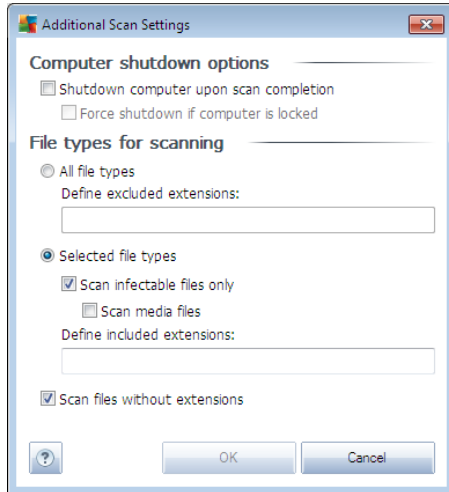 Additional Scan Settings
Computer shutdown options
Shutdown computer upon scan completion
Force shutdown if computer is locked
File types for scanning
All file types
Define excluded extensions:
Selected file types
Scan infectable files only
Scan media files
Define included extensions:
Scan files without extensions
? OK Cancel